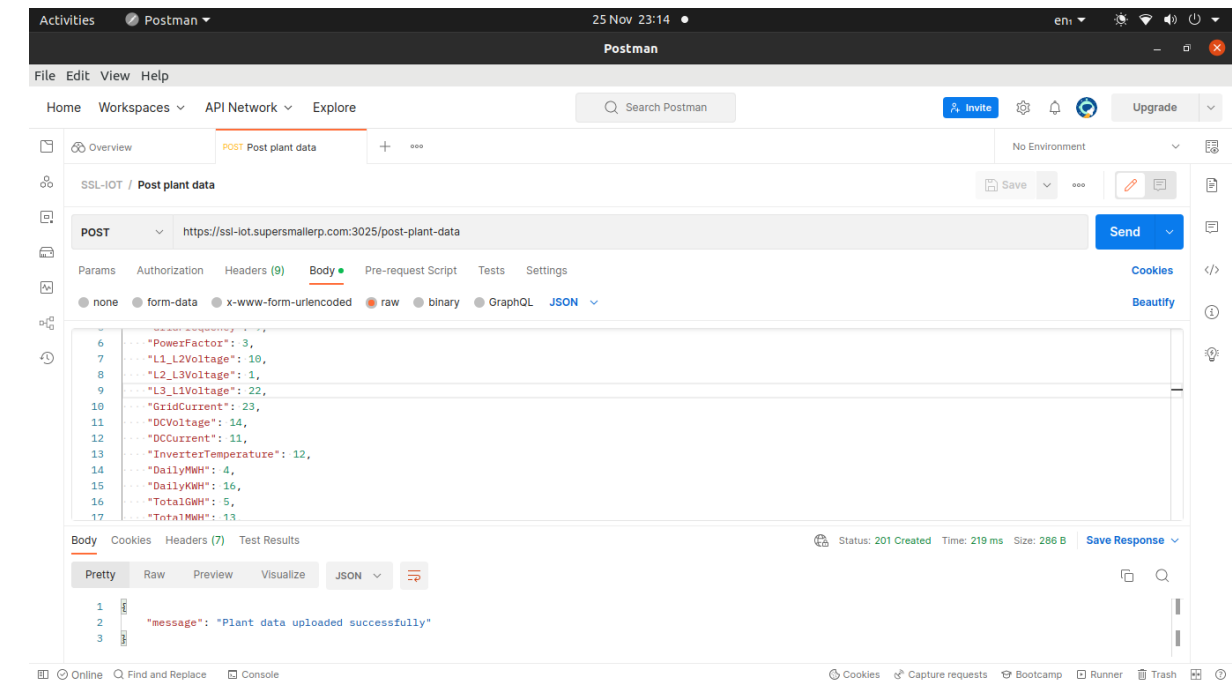 Activities Postman 25 Nov 23:14 en₁
Postman
File Edit View Help
Home Workspaces API Network Explore Search Postman Invite Upgrade
Overview POST Post plant data No Environment
SSL-IOT / Post plant data Save
POST https://ssl-iot.supersmallerp.com:3025/post-plant-data Send
Params Authorization Headers (9) Body Pre-request Script Tests Settings Cookies
none form-data x-www-form-urlencoded raw binary GraphQL JSON Beautify
6 "PowerFactor": 3,
7 "L1_L2Voltage": 10,
8 "L2_L3Voltage": 1,
9 "L3_L1Voltage": 22,
10 "GridCurrent": 23,
11 "DCVoltage": 14,
12 "DCCurrent": 11,
13 "InverterTemperature": 12,
14 "DailyMWH": 4,
15 "DailyKWH": 16,
16 "TotalGWH": 5,
17 "TotalMWH": 13
Body Cookies Headers (7) Test Results Status: 201 Created Time: 219 ms Size: 286 B Save Response
Pretty Raw Preview Visualize JSON
1 {
2 "message": "Plant data uploaded successfully"
3 }
Online Find and Replace Console Cookies Capture requests Bootcamp Runner Trash